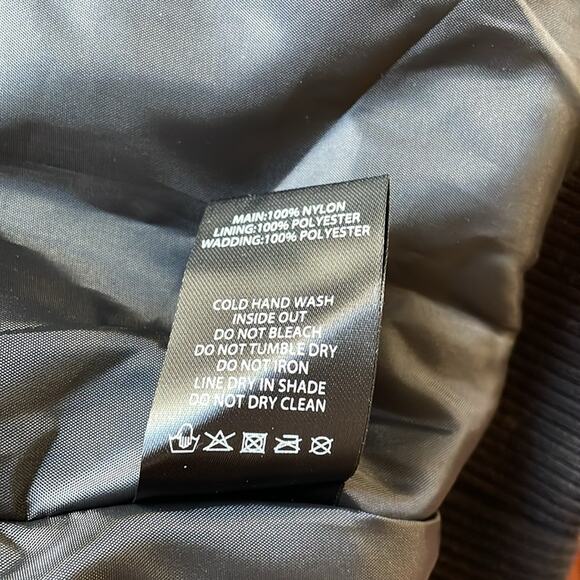 MAIN:100% NYLON
LINING:100% POLYESTER
WADDING:100% POLYESTER
COLD HAND WASH
INSIDE OUT
DO NOT BLEACH
DO NOT TUMBLE DRY
DO NOT IRON
LINE DRY IN SHADE
DO NOT DRY CLEAN